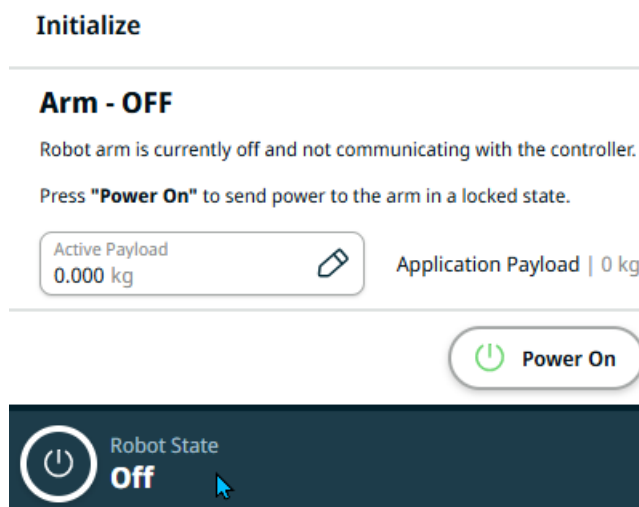 Initialize
Arm - OFF
Robot arm is currently off and not communicating with the controller.
Press "Power On" to send power to the arm in a locked state.
Active Payload
0.000 kg
Application Payload | 0 kg
Power On
Robot State
Off